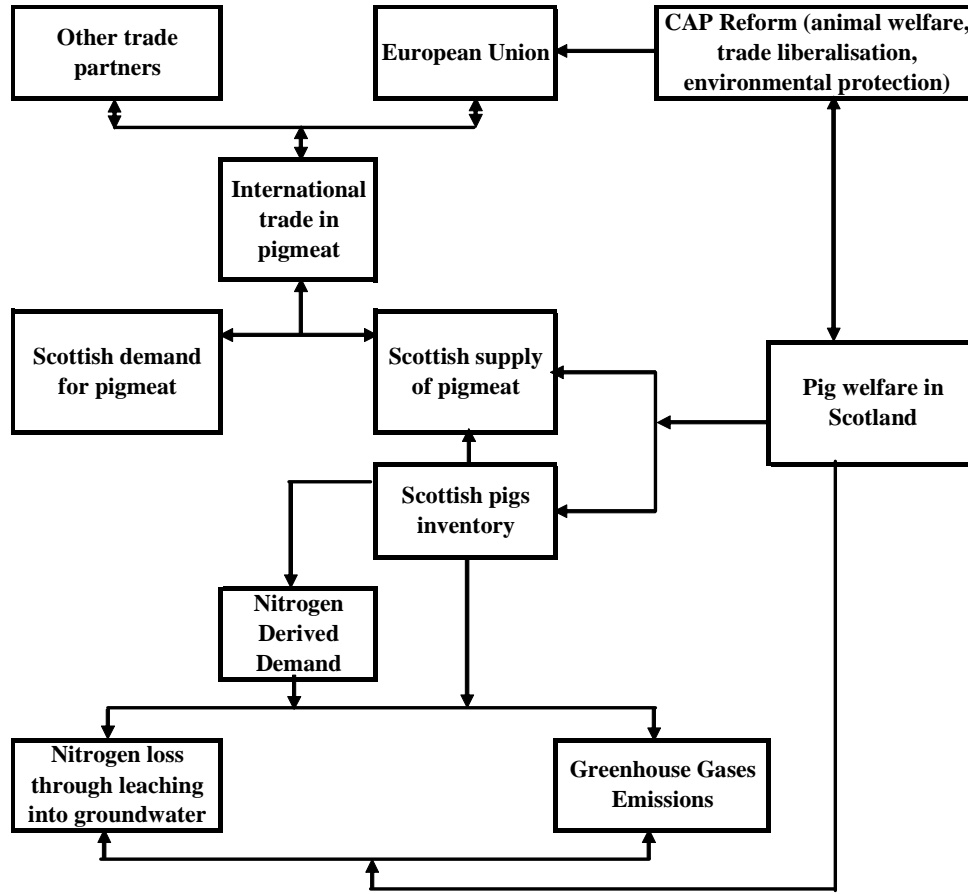 Other trade
partners
European Union
CAP Reform (animal welfare,
trade liberalisation,
environmental protection)
International
trade in
pigmeat
Scottish demand
for pigmeat
Scottish supply
of pigmeat
Pig welfare in
Scotland
Scottish pigs
inventory
Nitrogen
Derived
Demand
Nitrogen loss
through leaching
into groundwater
Greenhouse Gases
Emissions